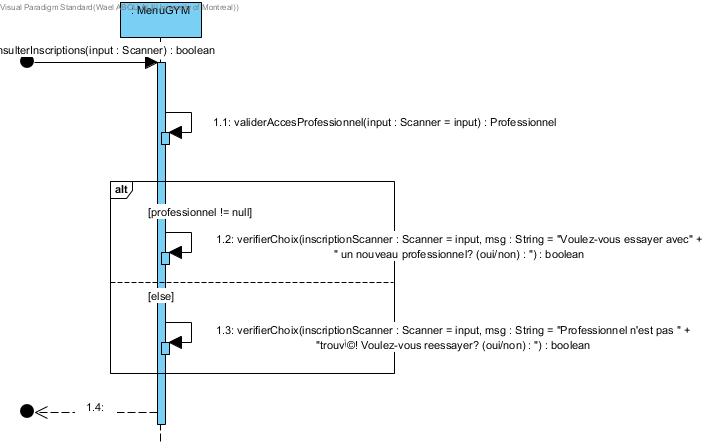 Visual Paradigm Standard(Wael
of Montreal))
: MenuGYM
nsulterInscriptions(input : Scanner) : boolean
1.1: validerAccesProfessionnel(input : Scanner = input) : Professionnel
alt
[professionnel != null]
1.2: verifierChoix(inscriptionScanner : Scanner = input, msg : String = "Voulez-vous essayer avec" +
" un nouveau professionnel? (oui/non) : ") : boolean
[else]
1.3: verifierChoix(inscriptionScanner : Scanner = input, msg : String = "Professionnel n'est pas " +
"trouvé! Voulez-vous reessayer? (oui/non) : ") : boolean
1.4: